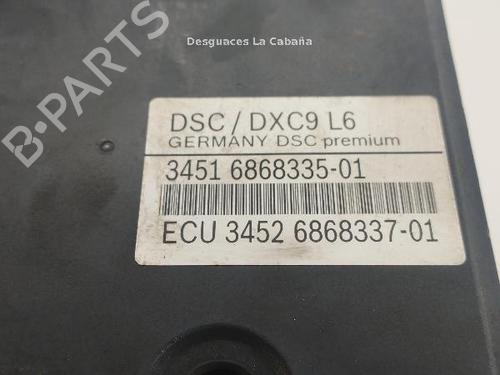 Desguaces La Cabaña
B-PARTS
DSC / DXC9 L6
GERMANY DSC premium
3451 6868335-01
ECU 3452 6868337-01